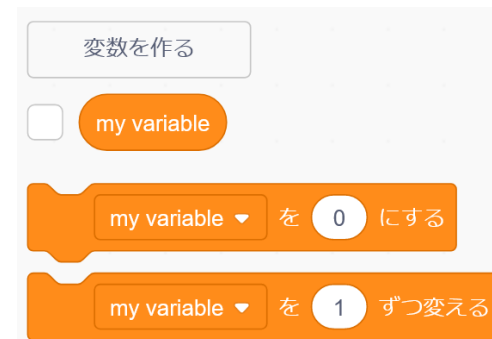 変数を作る
my variable
my variable を 0 にする
my variable を 1 ずつ変える